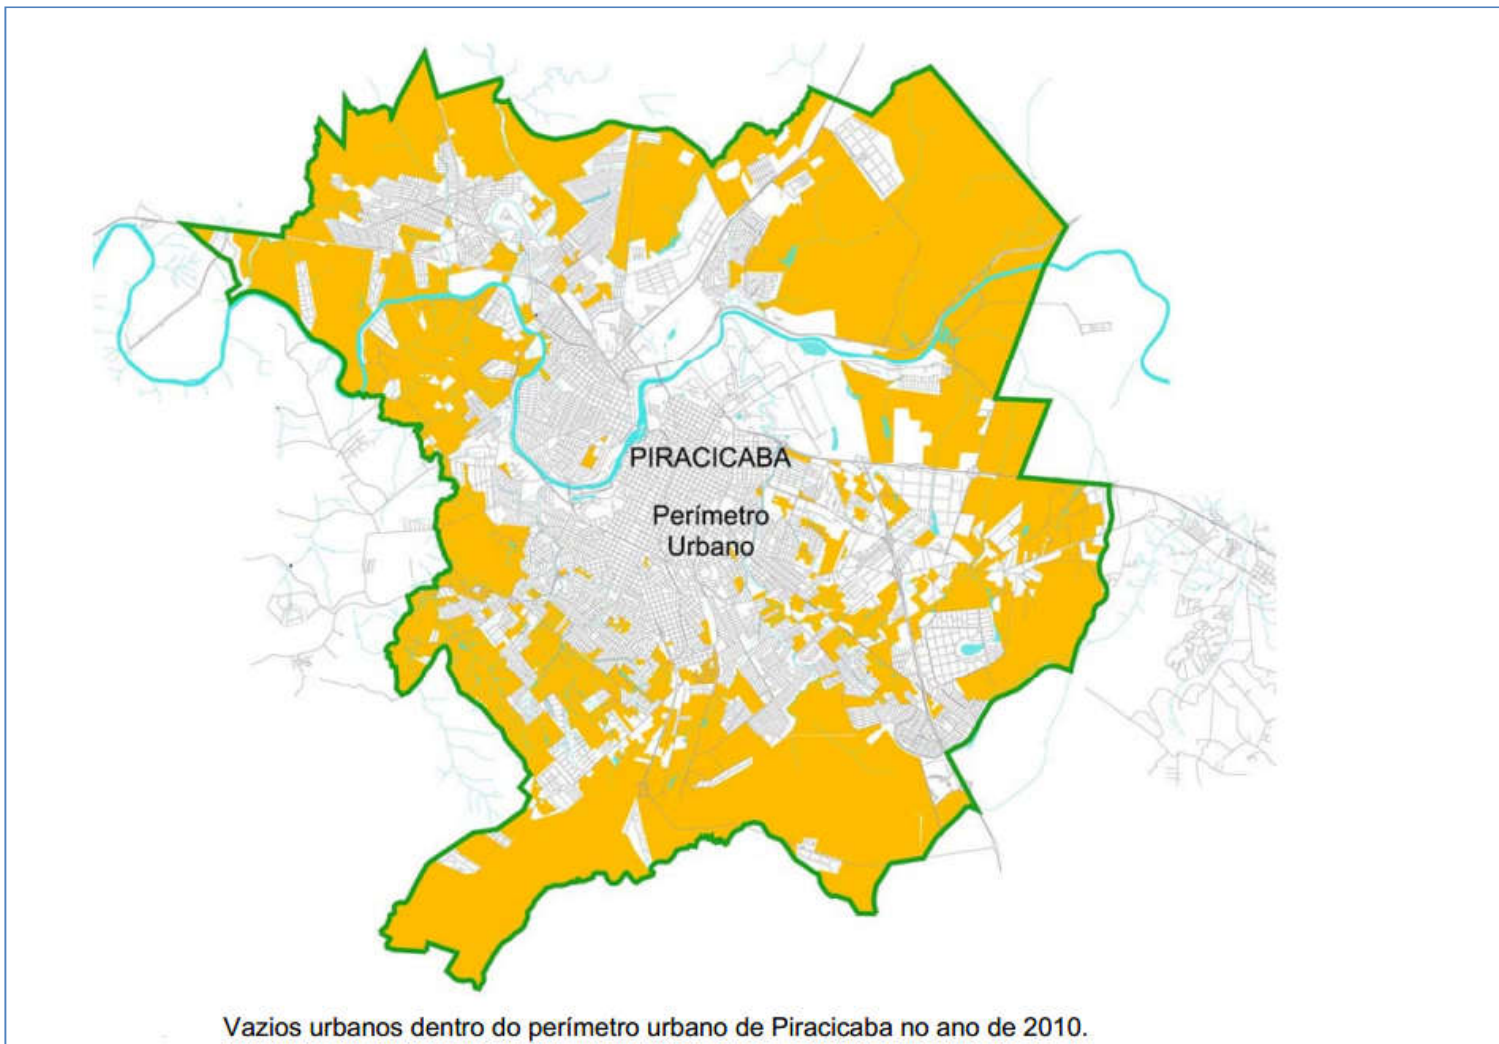 PIRACICABA
Perímetro
Urbano
Vazios urbanos dentro do perímetro urbano de Piracicaba no ano de 2010.